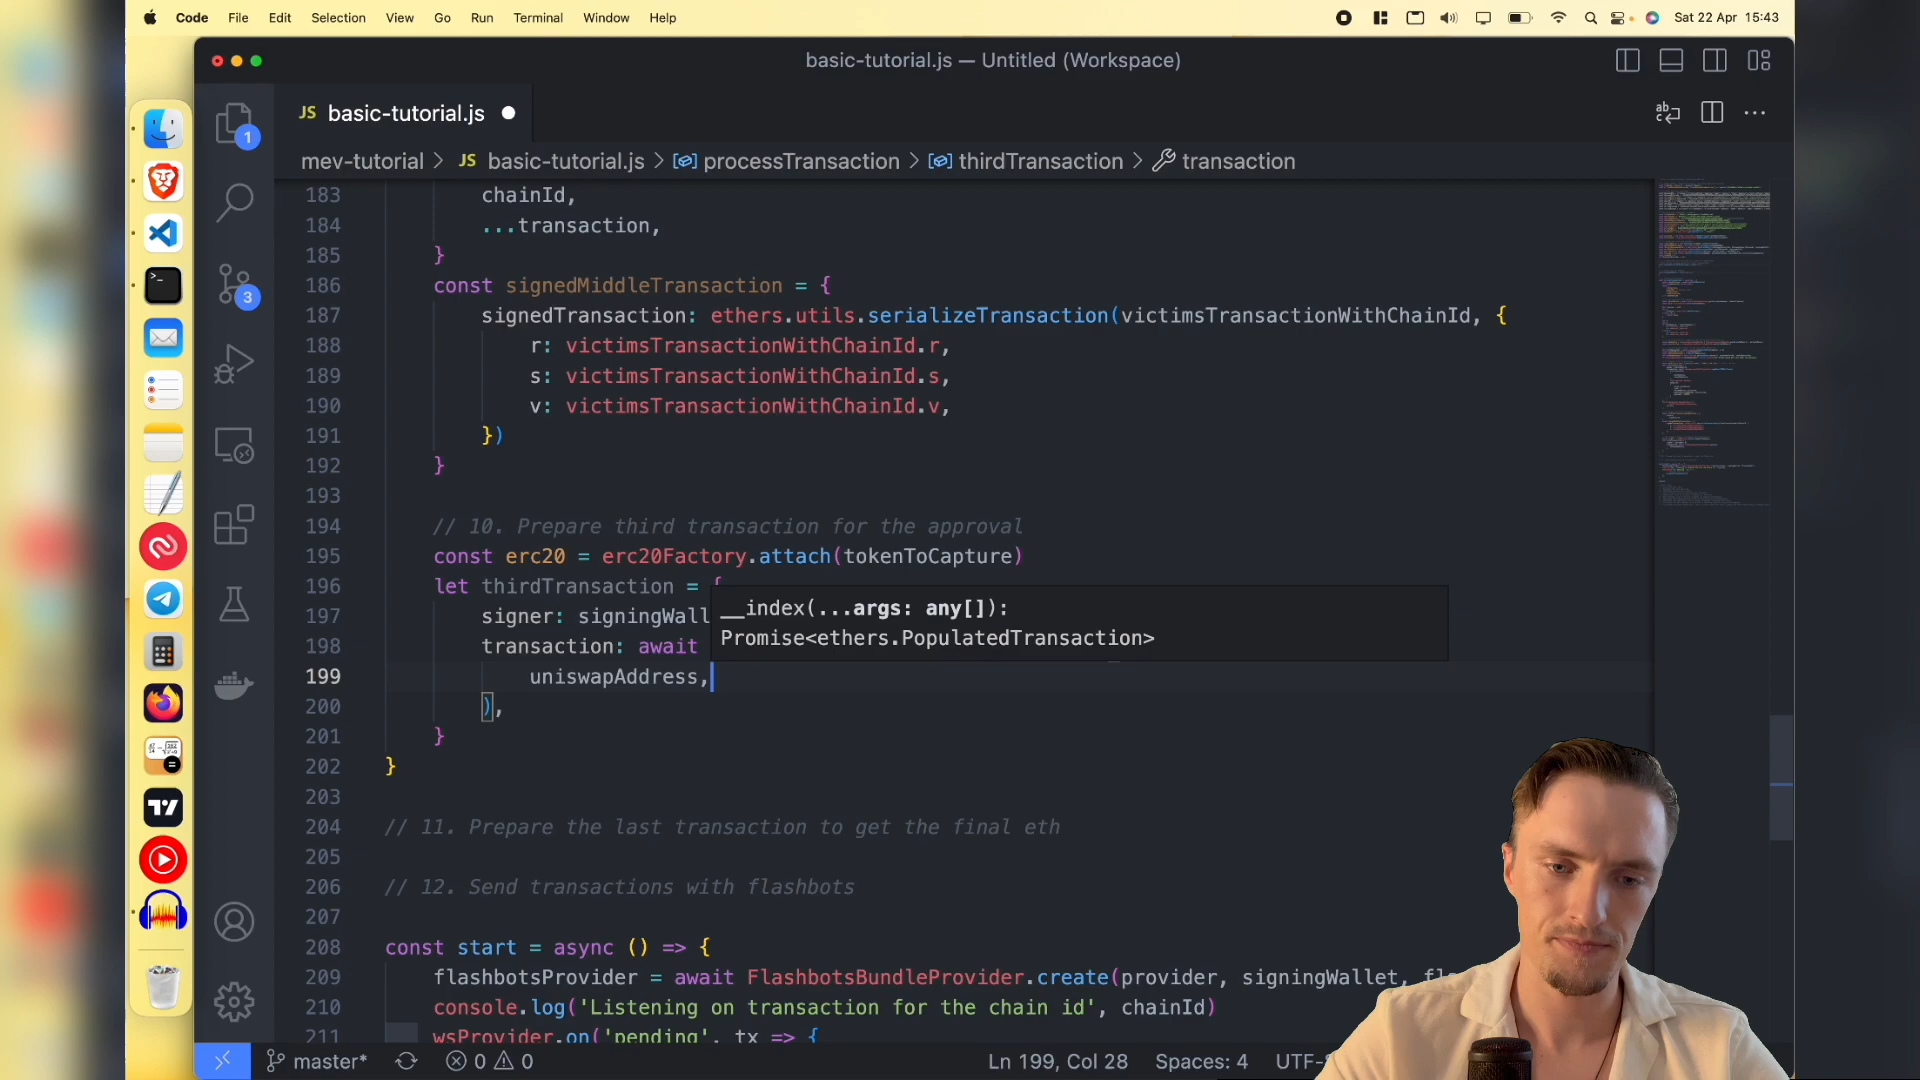 Code File Edit Selection View Go Run Terminal Window Help Sat 22 Apr 15:43
basic-tutorial.js — Untitled (Workspace)
JS basic-tutorial.js
mev-tutorial > JS basic-tutorial.js > processTransaction > thirdTransaction > transaction
183 chainId,
184 ...transaction,
185 }
186 const signedMiddleTransaction = {
187 signedTransaction: ethers.utils.serializeTransaction(victimsTransactionWithChainId, {
188 r: victimsTransactionWithChainId.r,
189 s: victimsTransactionWithChainId.s,
190 v: victimsTransactionWithChainId.v,
191 })
192 }
193
194 // 10. Prepare third transaction for the approval
195 const erc20 = erc20Factory.attach(tokenToCapture)
196 let thirdTransaction = {
__index(...args: any[]):
197 signer: signingWall
Promise<ethers.PopulatedTransaction>
198 transaction: await
199 uniswapAddress,
200 ),
201 }
202 }
203
204 // 11. Prepare the last transaction to get the final eth
205
206 // 12. Send transactions with flashbots
207
208 const start = async () => {
209 flashbotsProvider = await FlashbotsBundleProvider.create(provider, signingWallet, fl
210 console.log('Listening on transaction for the chain id', chainId)
211 wsProvider.on('pending', tx => {
master* 0 0 Ln 199, Col 28 Spaces: 4 UTF-
1
3